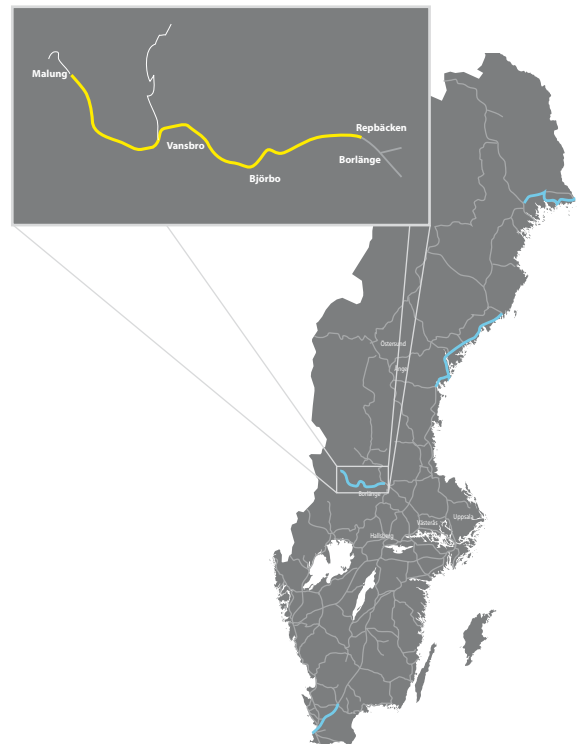 Malung
Repbäcken
Vansbro
Borlänge
Björbo
Östersund
Ånge
Borlänge
Uppsala
Västerås
Hallsberg